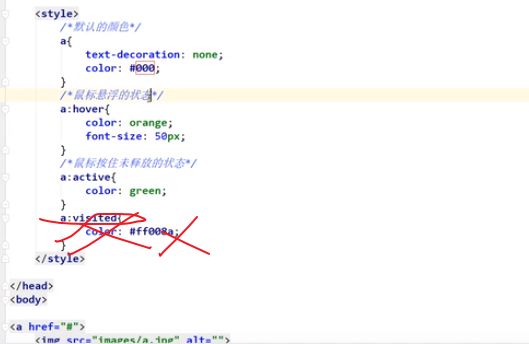 <style>
/*默认的颜色*/
a{
text-decoration: none;
color: #000;
}
/*鼠标悬浮的状态*/
a:hover{
color: orange;
font-size: 50px;
}
/*鼠标按住未释放的状态*/
a:active{
color: green;
}
a:visited{
color: #ff008a;
}
</style>
</head>
<body>
<a href="#">
<img src="images/a.jpg" alt="">